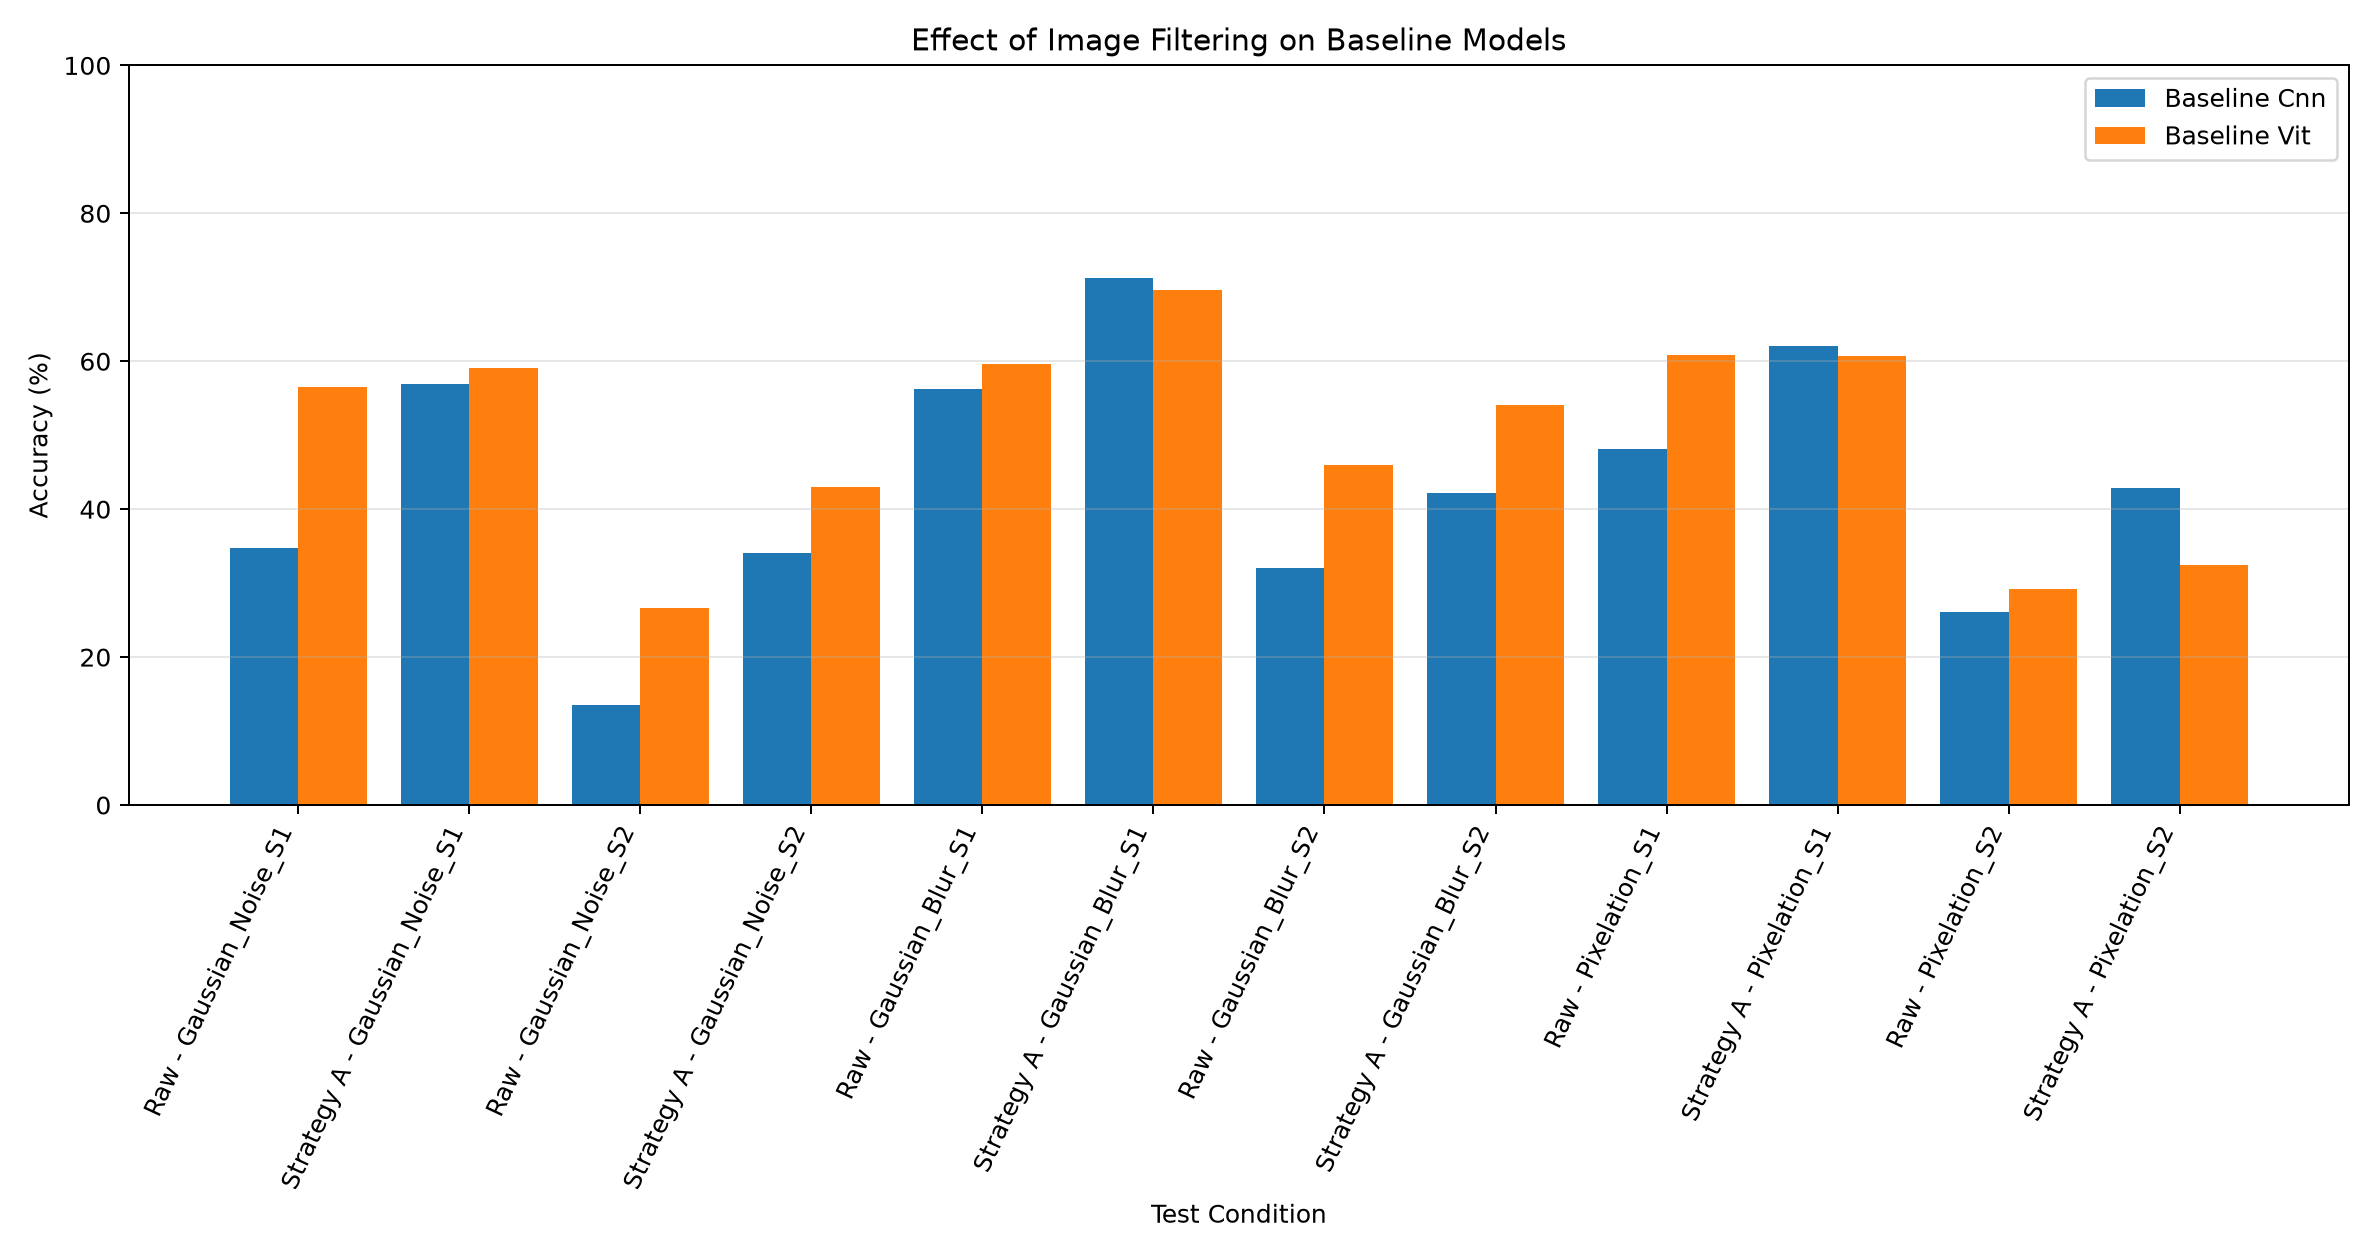 Effect of Image Filtering on Baseline Models
Baseline Cnn
Baseline Vit
Accuracy (%)
100
80
60
40
20
0
Raw - Gaussian_Noise_S1
Strategy A - Gaussian_Noise_S1
Raw - Gaussian_Noise_S2
Strategy A - Gaussian_Noise_S2
Raw - Gaussian_Blur_S1
Strategy A - Gaussian_Blur_S1
Raw - Gaussian_Blur_S2
Strategy A - Gaussian_Blur_S2
Raw - Pixelation_S1
Strategy A - Pixelation_S1
Raw - Pixelation_S2
Strategy A - Pixelation_S2
Test Condition